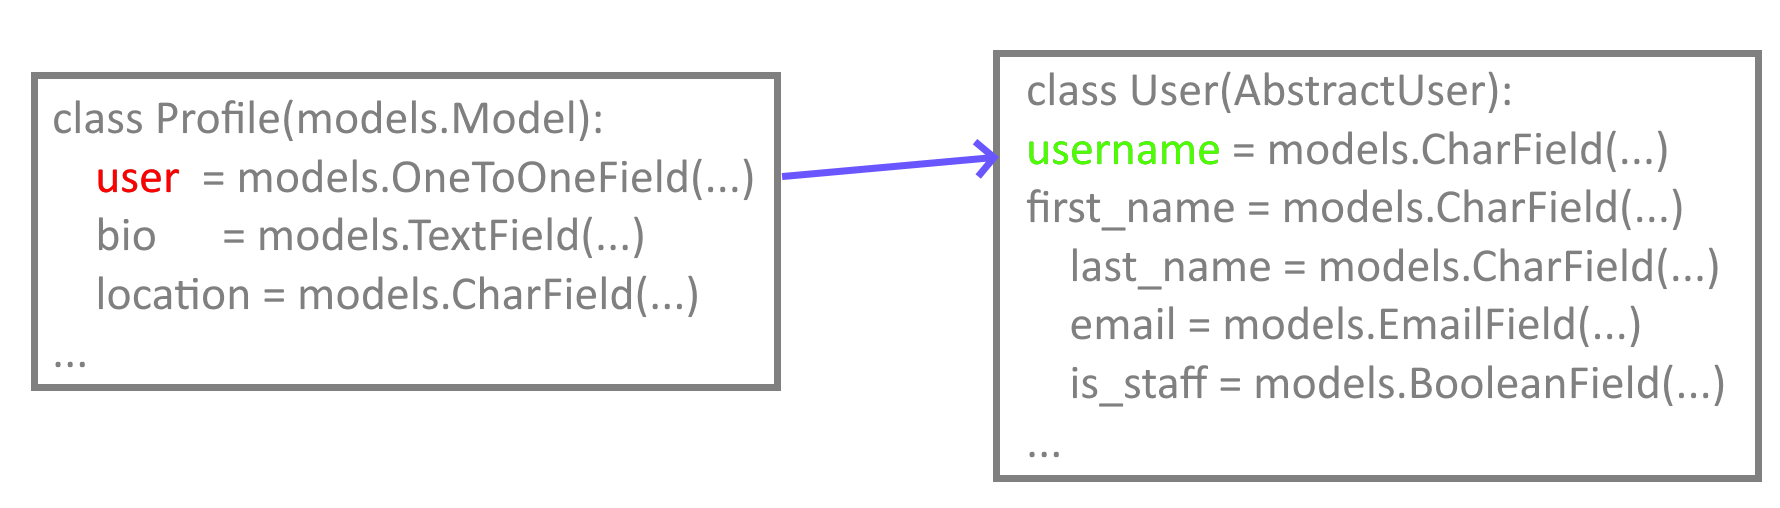 class Profile(models.Model):
user = models.OneToOneField(...)
bio = models.TextField(...)
location = models.CharField(...)
...
class User(AbstractUser):
username = models.CharField(...)
first_name = models.CharField(...)
last_name = models.CharField(...)
email = models.EmailField(...)
is_staff = models.BooleanField(...)
...